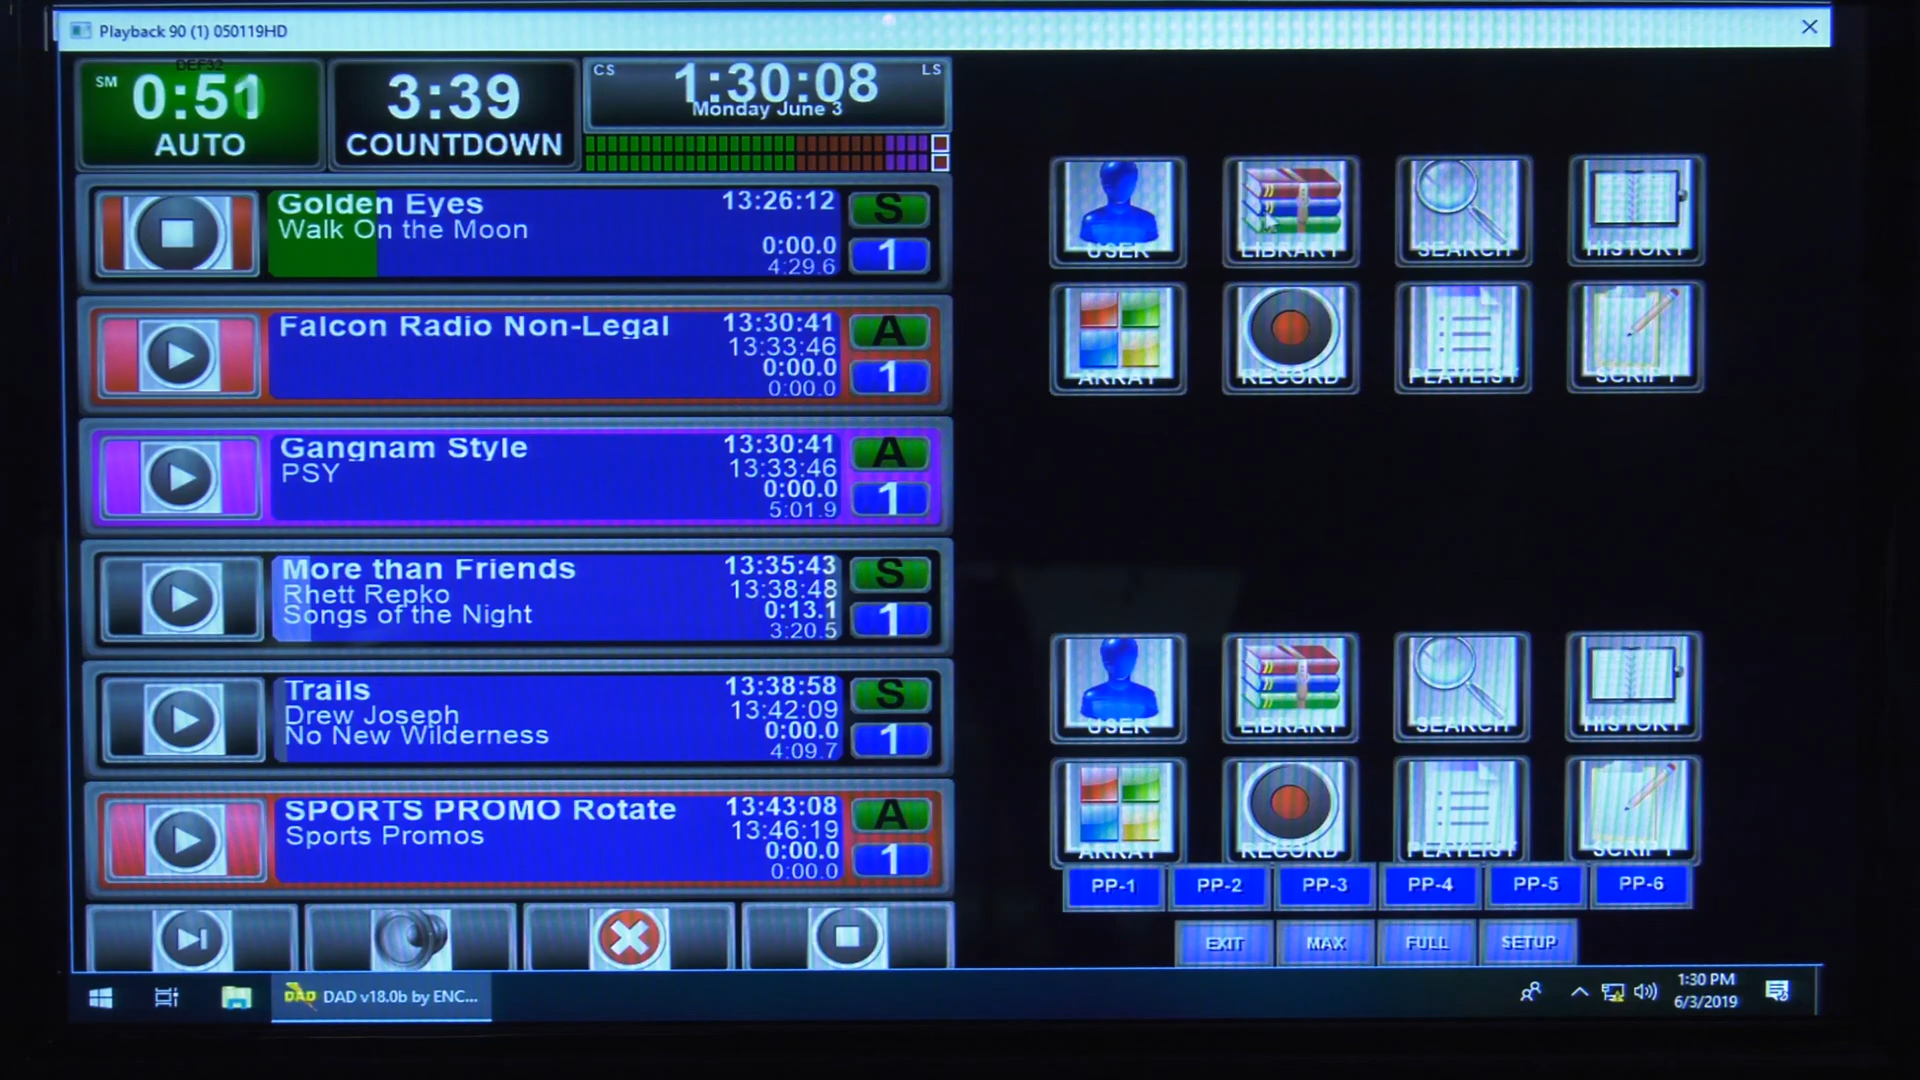 Playback 90 (1) 050119HD
DEF32
SM
0:51
AUTO
3:39
COUNTDOWN
CS
1:30:08
LS
Monday June 3
Golden Eyes
Walk On the Moon
13:26:12
0:00.0
4:29.6
S
1
Falcon Radio Non-Legal
13:30:41
13:33:46
0:00.0
0:00.0
A
1
Gangnam Style
PSY
13:30:41
13:33:46
0:00.0
5:01.9
A
1
More than Friends
Rhett Repko
Songs of the Night
13:35:43
13:38:48
0:13.1
3:20.5
S
1
Trails
Drew Joseph
No New Wilderness
13:38:58
13:42:09
0:00.0
4:09.7
S
1
SPORTS PROMO Rotate
Sports Promos
13:43:08
13:46:19
0:00.0
0:00.0
A
1
USER LIBRARY SEARCH HISTORY
ARRAY RECORD PLAYLIST SCRIPT
USER LIBRARY SEARCH HISTORY
ARRAY RECORD PLAYLIST SCRIPT
PP-1 PP-2 PP-3 PP-4 PP-5 PP-6
EXIT MAX FULL SETUP
DAD DAD v18.0b by ENC...
1:30 PM
6/3/2019